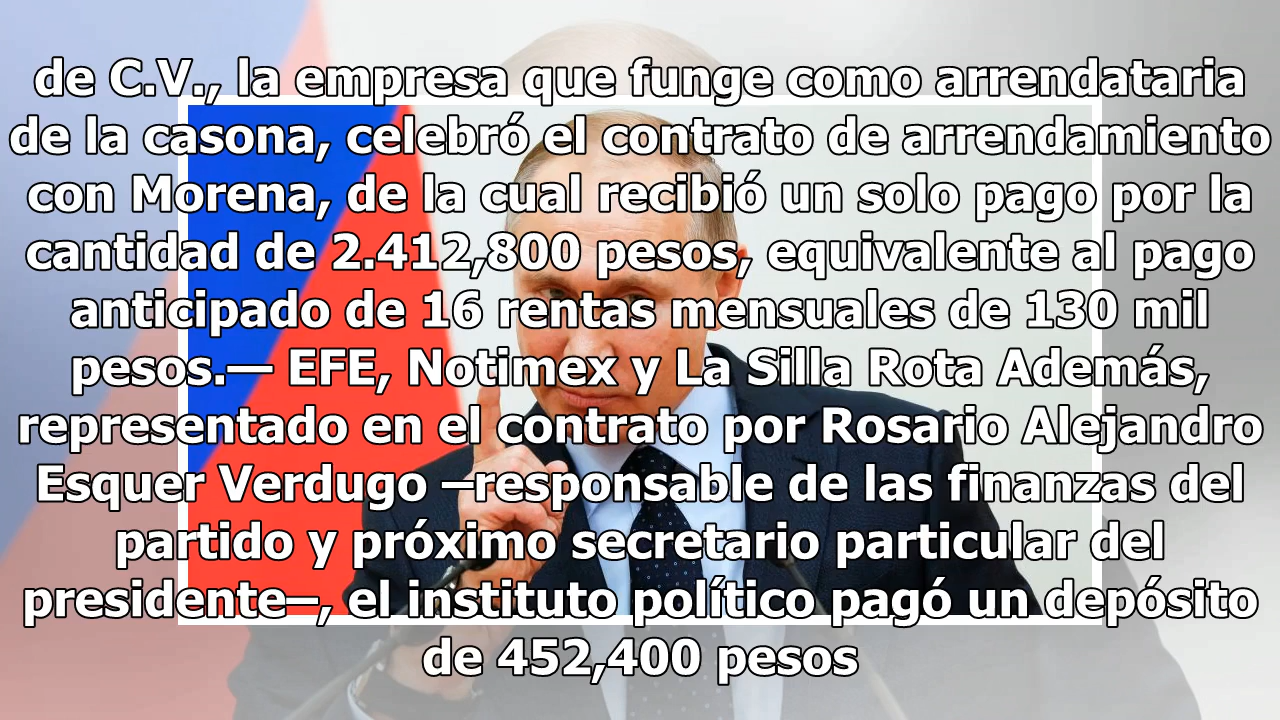 de C.V., la empresa que funge como arrendataria
de la casona, celebró el contrato de arrendamiento
con Morena, de la cual recibió un solo pago por la
cantidad de 2.412,800 pesos, equivalente al pago
anticipado de 16 rentas mensuales de 130 mil
pesos.— EFE, Notimex y La Silla Rota Además,
representado en el contrato por Rosario Alejandro
Esquer Verdugo –responsable de las finanzas del
partido y próximo secretario particular del
presidente–, el instituto político pagó un depósito
de 452,400 pesos